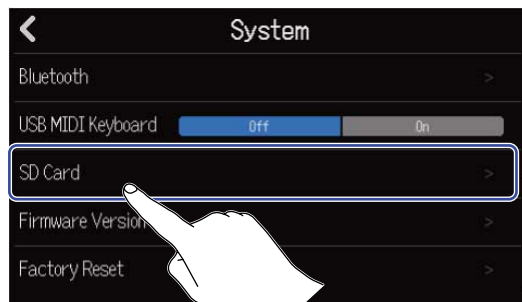 System
Bluetooth
USB MIDI Keyboard Off On
SD Card
Firmware Version
Factory Reset